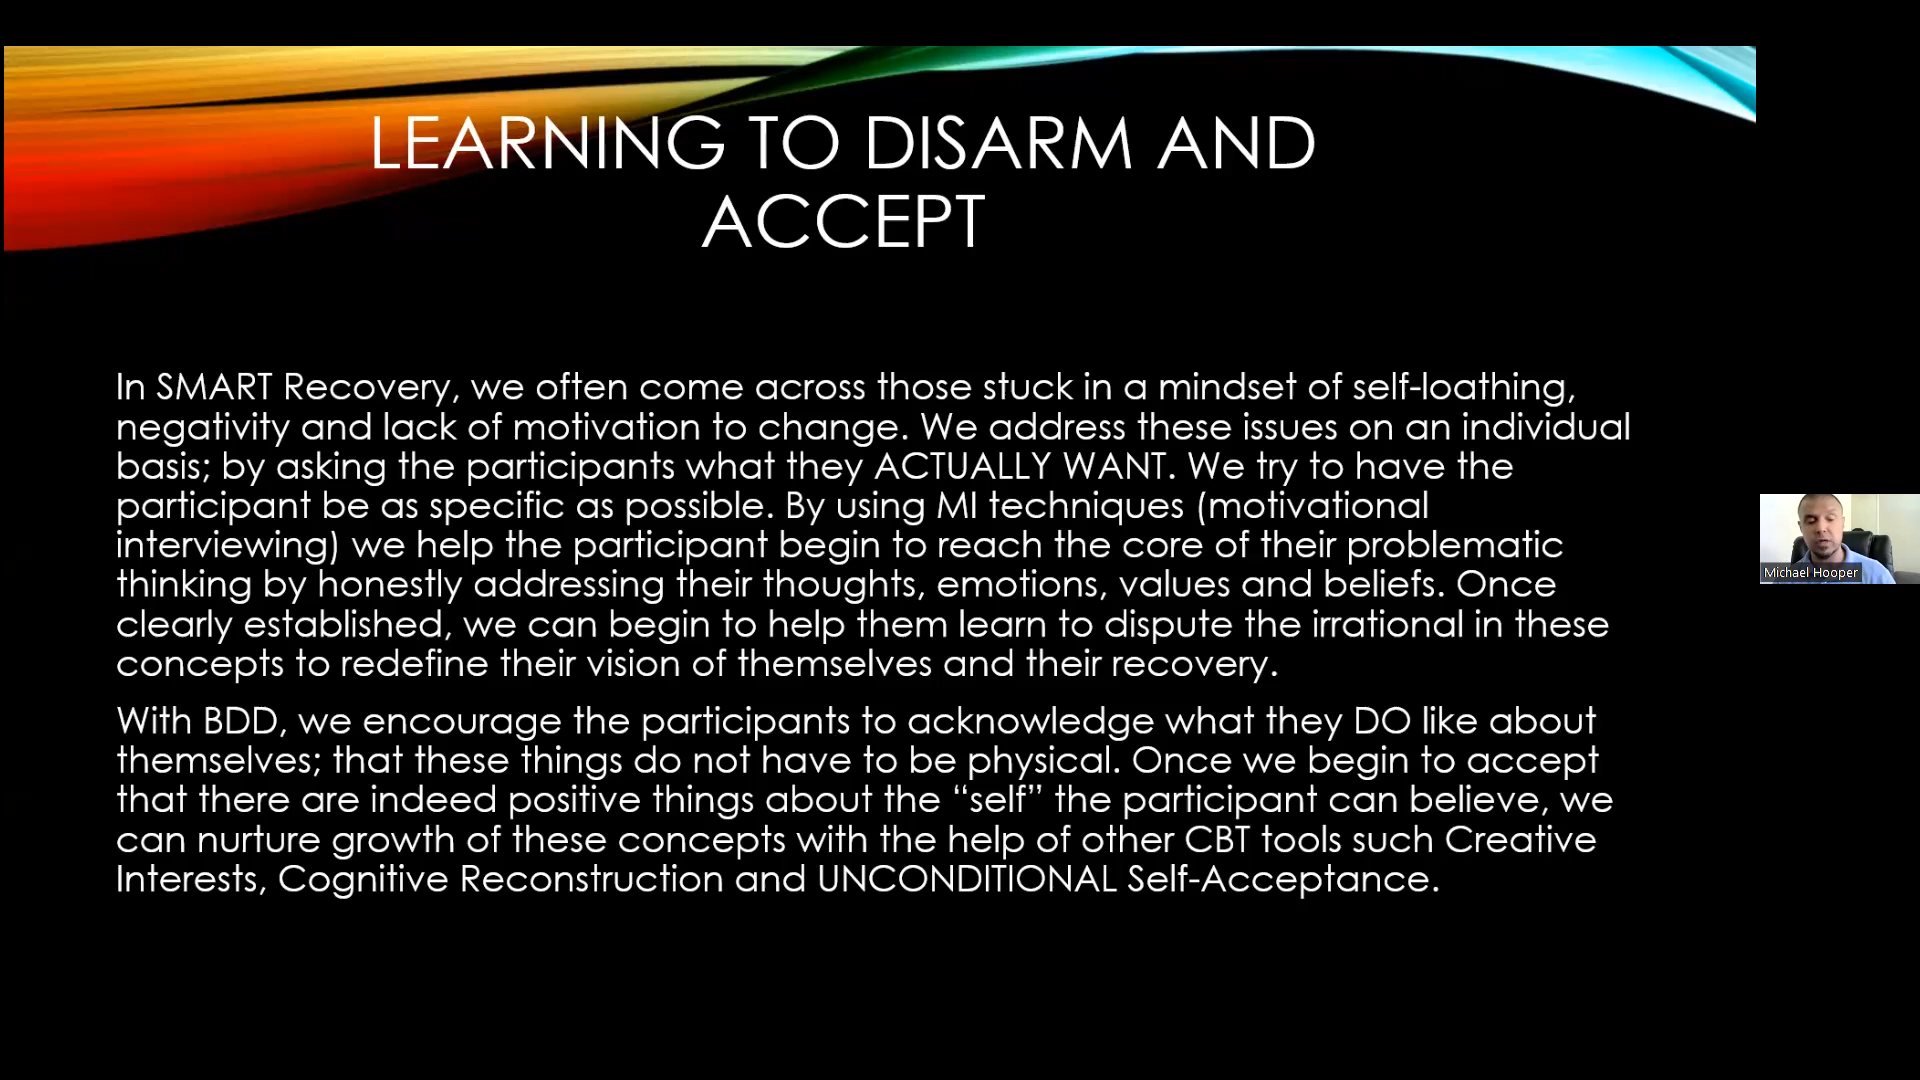 LEARNING TO DISARM AND
ACCEPT
In SMART Recovery, we often come across those stuck in a mindset of self-loathing,
negativity and lack of motivation to change. We address these issues on an individual
basis; by asking the participants what they ACTUALLY WANT. We try to have the
participant be as specific as possible. By using MI techniques (motivational
interviewing) we help the participant begin to reach the core of their problematic
thinking by honestly addressing their thoughts, emotions, values and beliefs. Once
clearly established, we can begin to help them learn to dispute the irrational in these
concepts to redefine their vision of themselves and their recovery.
With BDD, we encourage the participants to acknowledge what they DO like about
themselves; that these things do not have to be physical. Once we begin to accept
that there are indeed positive things about the “self” the participant can believe, we
can nurture growth of these concepts with the help of other CBT tools such Creative
Interests, Cognitive Reconstruction and UNCONDITIONAL Self-Acceptance.
Michael Hooper